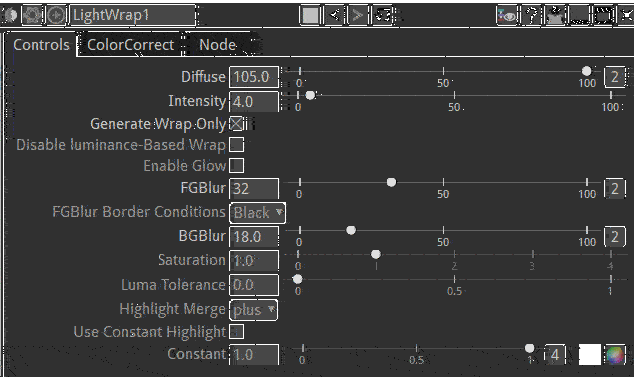 LightWrap1
Controls ColorCorrect Node
Diffuse 105.0 0 50 100 2
Intensity 4.0 0 50 100
Generate Wrap Only
Disable luminance-Based Wrap
Enable Glow
FGBlur 32 0 50 100 2
FGBlur Border Conditions Black
BGBlur 18.0 0 50 100 2
Saturation 1.0 0 1 2 3 4
Luma Tolerance 0.0 0 0.5 1
Highlight Merge plus
Use Constant Highlight
Constant 1.0 0 0.5 1 4